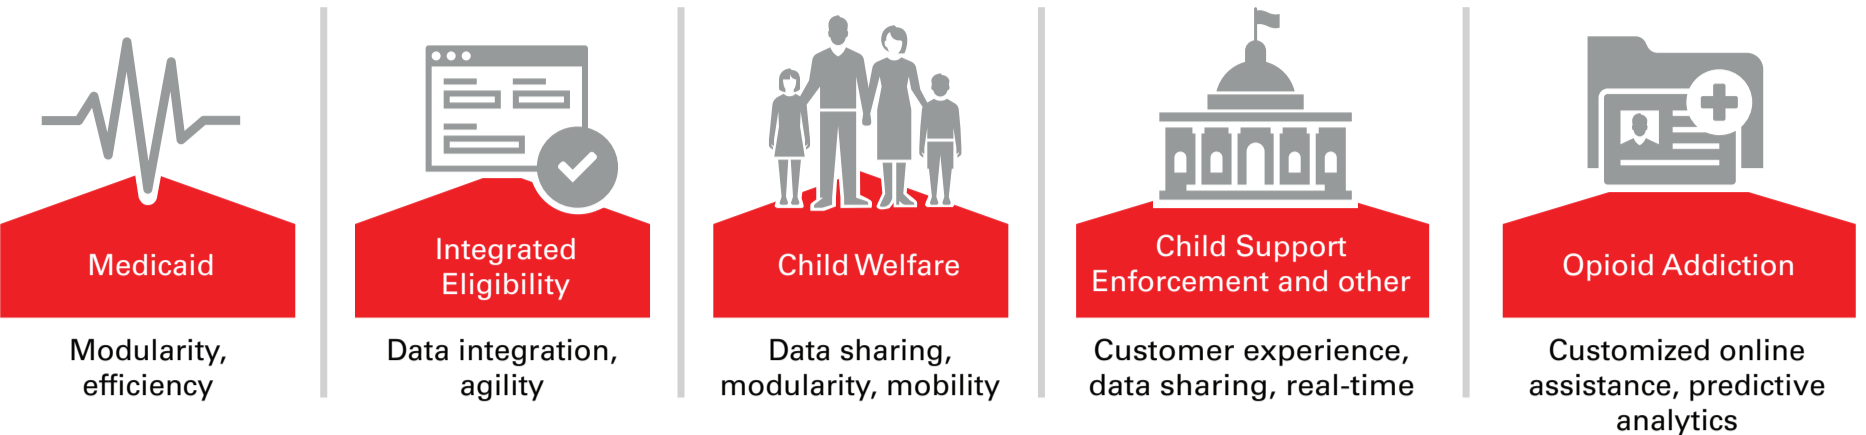 Medicaid
Modularity,
efficiency
Integrated
Eligibility
Data integration,
agility
Child Welfare
Data sharing,
modularity, mobility
Child Support
Enforcement and other
Customer experience,
data sharing, real-time
Opioid Addiction
Customized online
assistance, predictive
analytics